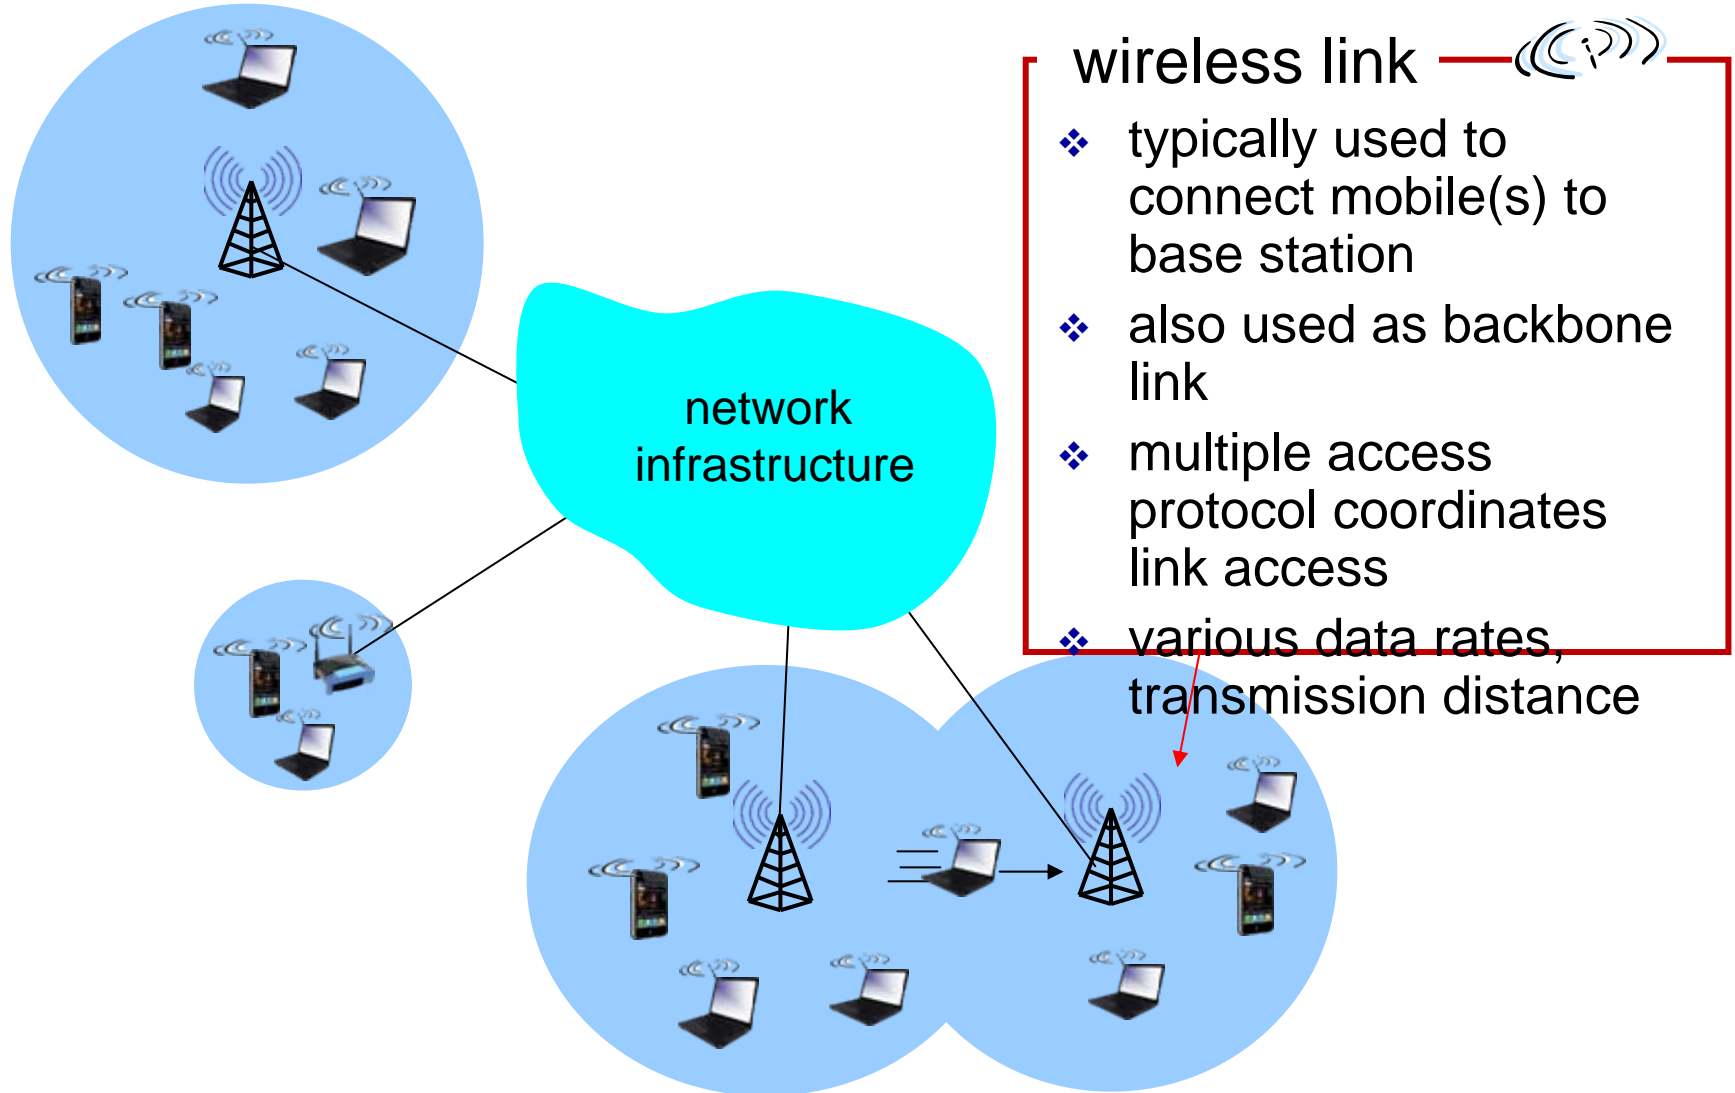 wireless link
❖ typically used to
connect mobile(s) to
base station
❖ also used as backbone
link
❖ multiple access
protocol coordinates
link access
❖ various data rates,
transmission distance
network
infrastructure